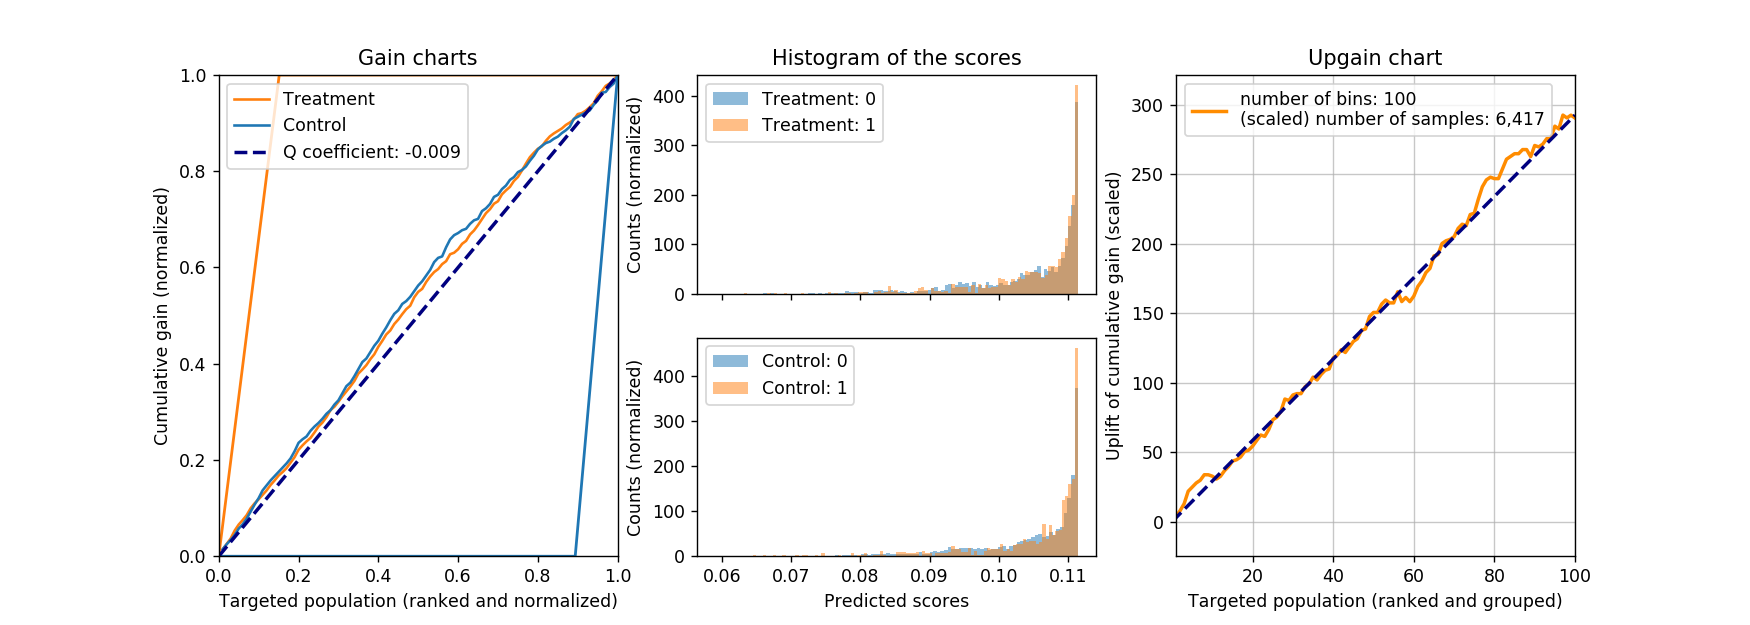 Gain charts
Treatment
Control
Q coefficient: -0.009
1.0
0.8
0.6
0.4
0.2
0.0
0.0 0.2 0.4 0.6 0.8 1.0
Cumulative gain (normalized)
Targeted population (ranked and normalized)
Histogram of the scores
Treatment: 0
Treatment: 1
400
300
200
100
0
Counts (normalized)
Control: 0
Control: 1
400
300
200
100
0
Counts (normalized)
0.06 0.07 0.08 0.09 0.10 0.11
Predicted scores
Upgain chart
number of bins: 100
(scaled) number of samples: 6,417
300
250
200
150
100
50
0
Uplift of cumulative gain (scaled)
20 40 60 80 100
Targeted population (ranked and grouped)